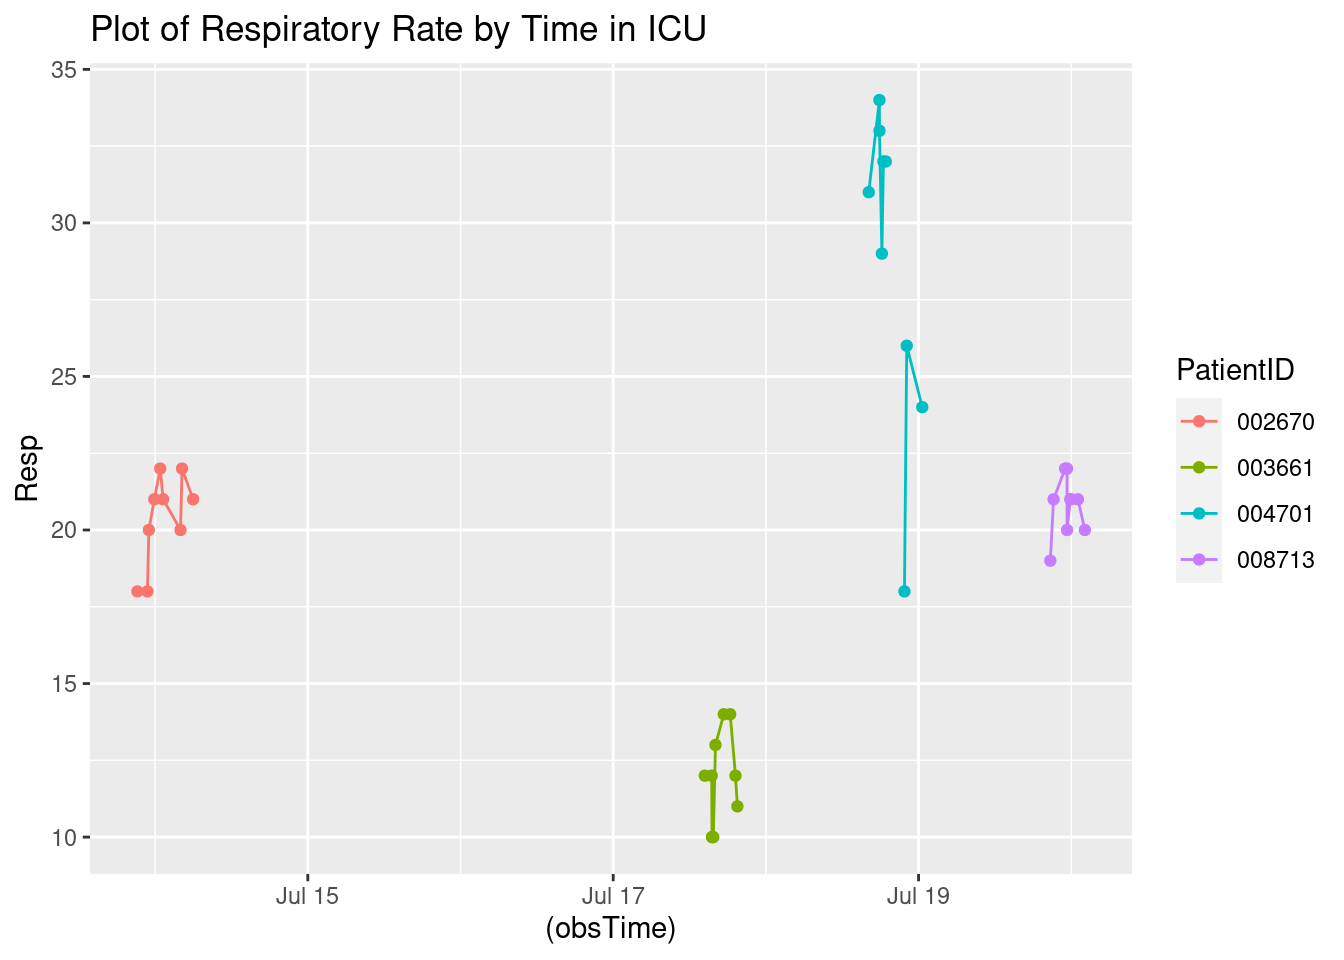 Plot of Respiratory Rate by Time in ICU
35
30
25
20
15
10
Resp
Jul 15
Jul 17
Jul 19
(obsTime)
PatientID
002670
003661
004701
008713